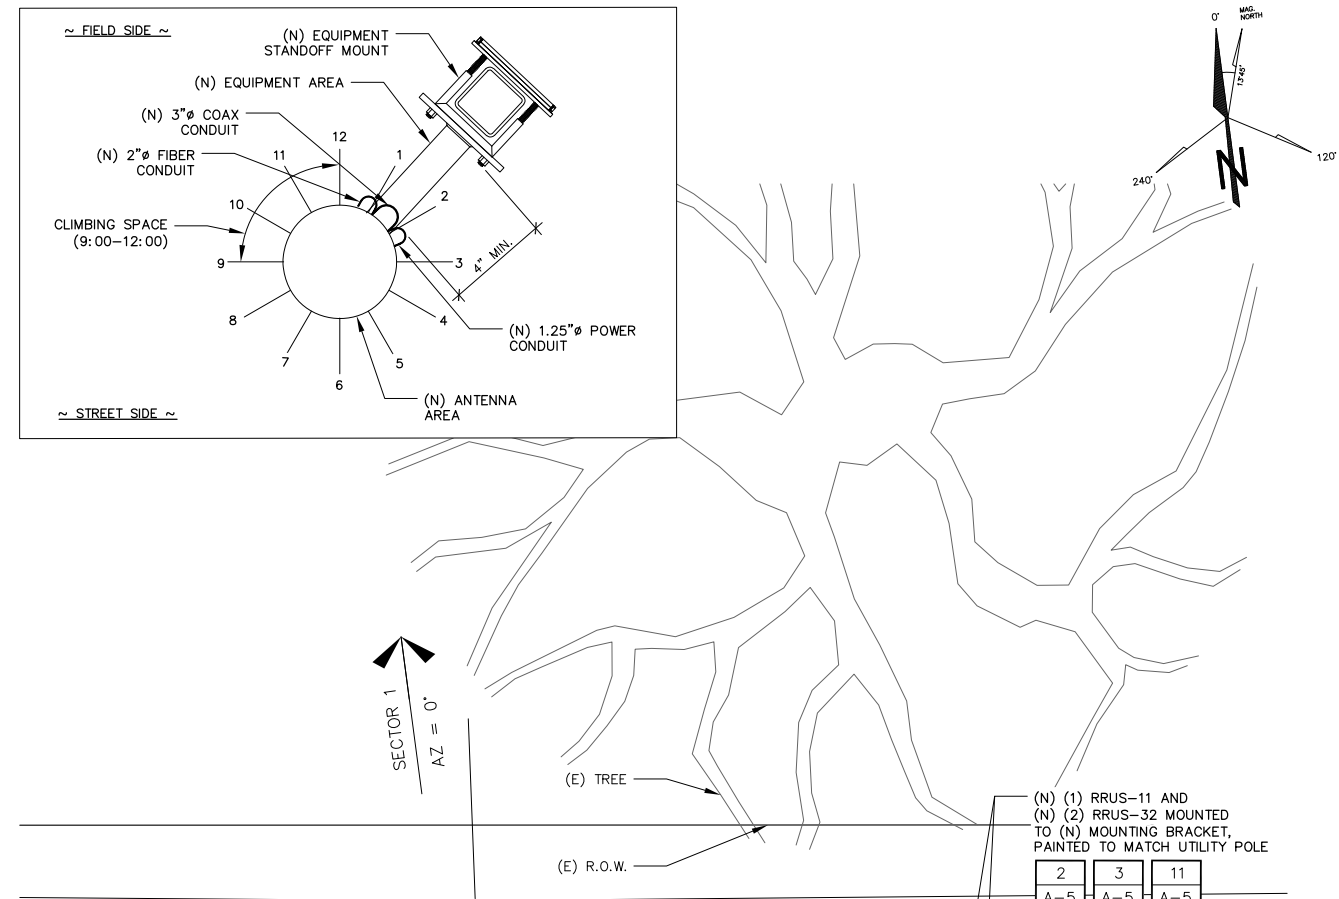 ~ FIELD SIDE ~
(N) EQUIPMENT
STANDOFF MOUNT
(N) EQUIPMENT AREA
(N) 3"ø COAX
CONDUIT
(N) 2"ø FIBER
CONDUIT
CLIMBING SPACE
(9:00-12:00)
12
1
2
3
4
5
6
7
8
9
10
11
4" MIN.
(N) 1.25"ø POWER
CONDUIT
(N) ANTENNA
AREA
~ STREET SIDE ~
0°
MAG.
NORTH
13°45'
120°
240°
N
SECTOR 1
AZ = 0°
(E) TREE
(E) R.O.W.
(N) (1) RRUS-11 AND
(N) (2) RRUS-32 MOUNTED
TO (N) MOUNTING BRACKET,
PAINTED TO MATCH UTILITY POLE
2 3 11
A-5 A-5 A-5